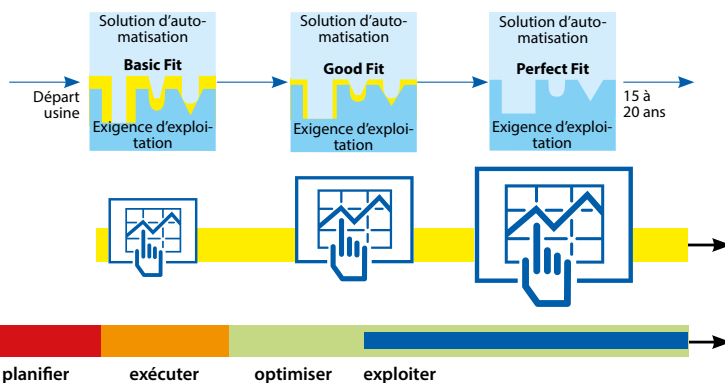 Solution d'auto-
matisation
Basic Fit
Exigence d'exploi-
tation
Solution d'auto-
matisation
Good Fit
Exigence d'exploi-
tation
Solution d'auto-
matisation
Perfect Fit
Exigence d'exploi-
tation
Départ
usine
15 à
20 ans
planifier
exécuter
optimiser
exploiter